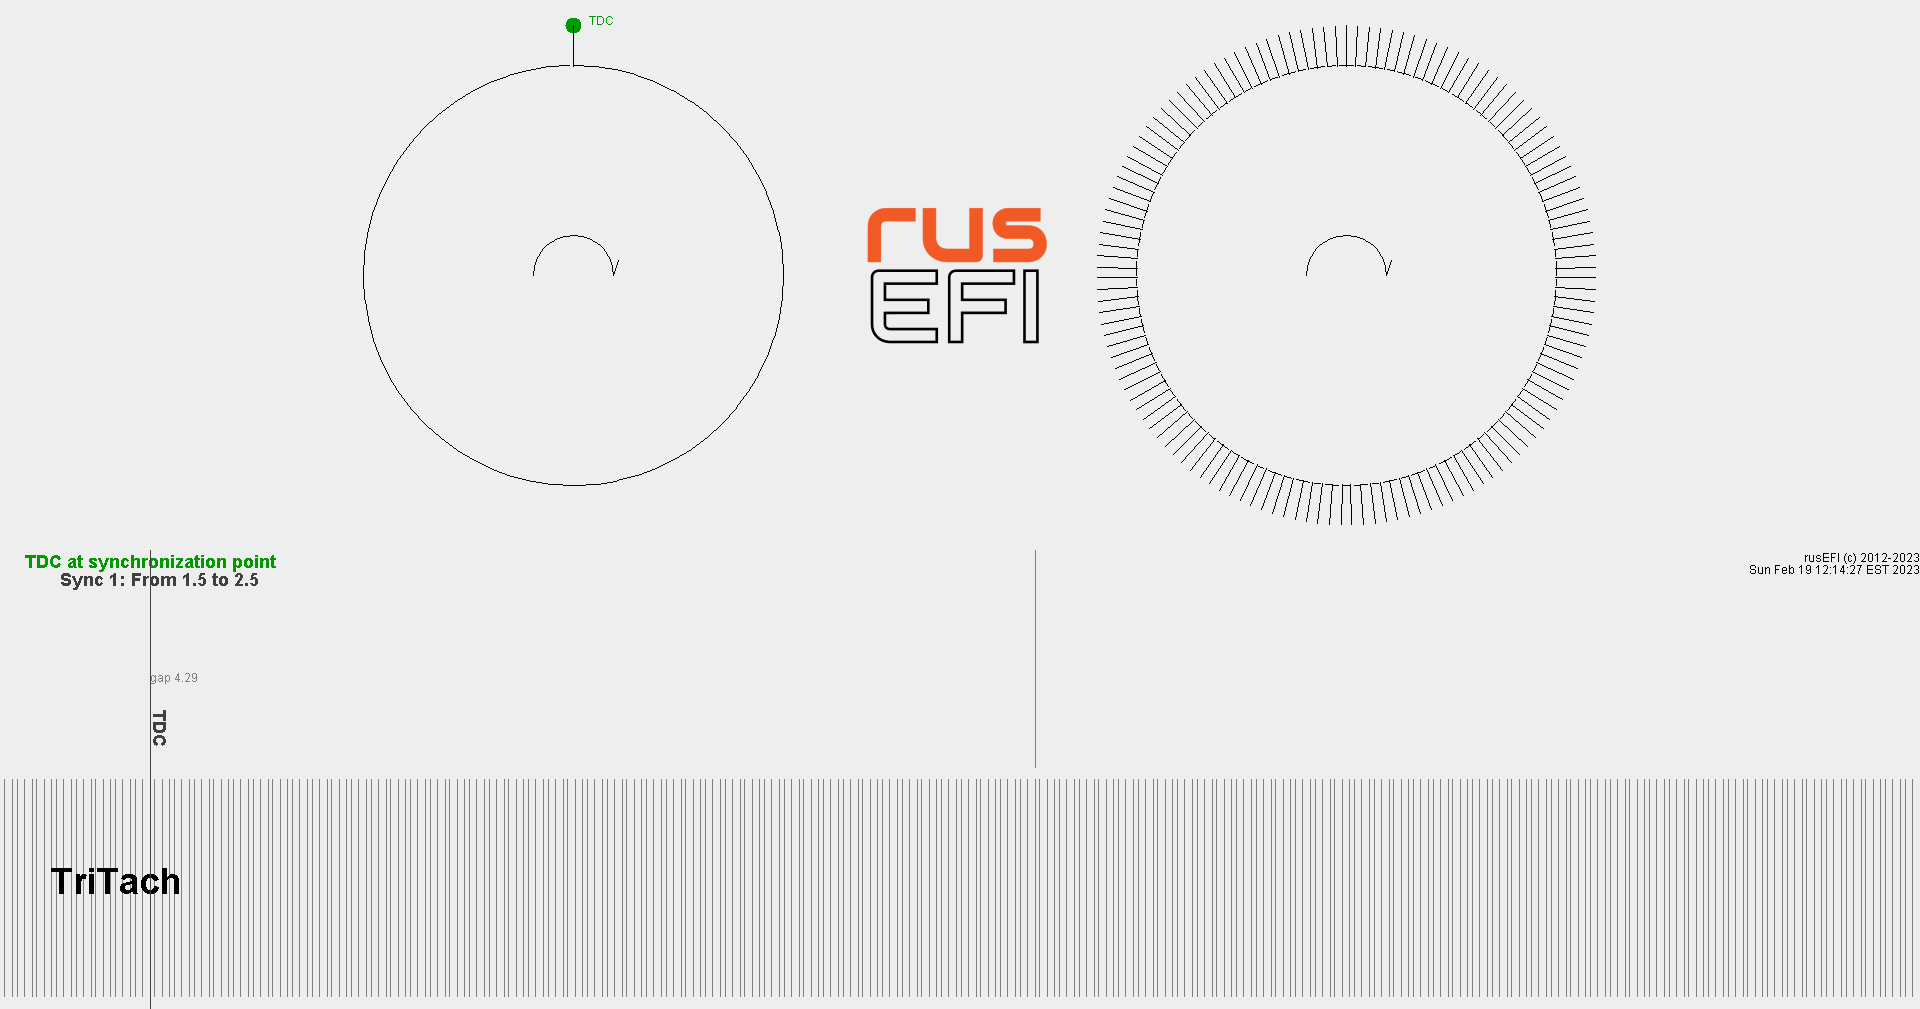 TDC
rus
EFI
TDC at synchronization point
Sync 1: From 1.5 to 2.5
rusEFI (c) 2012-2023
Sun Feb 19 12:14:27 EST 2023
gap 4.29
TDC
TriTach